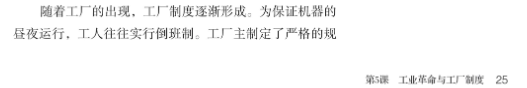 随着工厂的出现，工厂制度逐渐形成。为保证机器的
昼夜运行，工人往往实行倒班制。工厂主制定了严格的规
第5课 工业革命与工厂制度 25